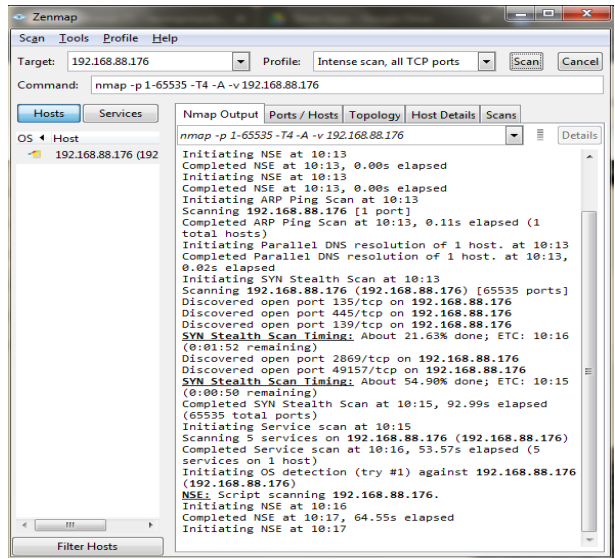 Zenmap
Scan Tools Profile Help
Target: 192.168.88.176 Profile: Intense scan, all TCP ports Scan Cancel
Command: nmap -p 1-65535 -T4 -A -v 192.168.88.176
Hosts Services
Nmap Output Ports / Hosts Topology Host Details Scans
OS Host
192.168.88.176 (192
nmap -p 1-65535 -T4 -A -v 192.168.88.176 Details
Initiating NSE at 10:13
Completed NSE at 10:13, 0.00s elapsed
Initiating NSE at 10:13
Completed NSE at 10:13, 0.00s elapsed
Initiating ARP Ping Scan at 10:13
Scanning 192.168.88.176 [1 port]
Completed ARP Ping Scan at 10:13, 0.11s elapsed (1
total hosts)
Initiating Parallel DNS resolution of 1 host. at 10:13
Completed Parallel DNS resolution of 1 host. at 10:13,
0.02s elapsed
Initiating SYN Stealth Scan at 10:13
Scanning 192.168.88.176 (192.168.88.176) [65535 ports]
Discovered open port 135/tcp on 192.168.88.176
Discovered open port 445/tcp on 192.168.88.176
Discovered open port 139/tcp on 192.168.88.176
SYN Stealth Scan Timing: About 21.63% done; ETC: 10:16
(0:01:52 remaining)
Discovered open port 2869/tcp on 192.168.88.176
Discovered open port 49157/tcp on 192.168.88.176
SYN Stealth Scan Timing: About 54.90% done; ETC: 10:15
(0:00:50 remaining)
Completed SYN Stealth Scan at 10:15, 92.99s elapsed
(65535 total ports)
Initiating Service scan at 10:15
Scanning 5 services on 192.168.88.176 (192.168.88.176)
Completed Service scan at 10:16, 53.57s elapsed (5
services on 1 host)
Initiating OS detection (try #1) against 192.168.88.176
(192.168.88.176)
NSE: Script scanning 192.168.88.176.
Initiating NSE at 10:16
Completed NSE at 10:17, 64.55s elapsed
Initiating NSE at 10:17
Filter Hosts